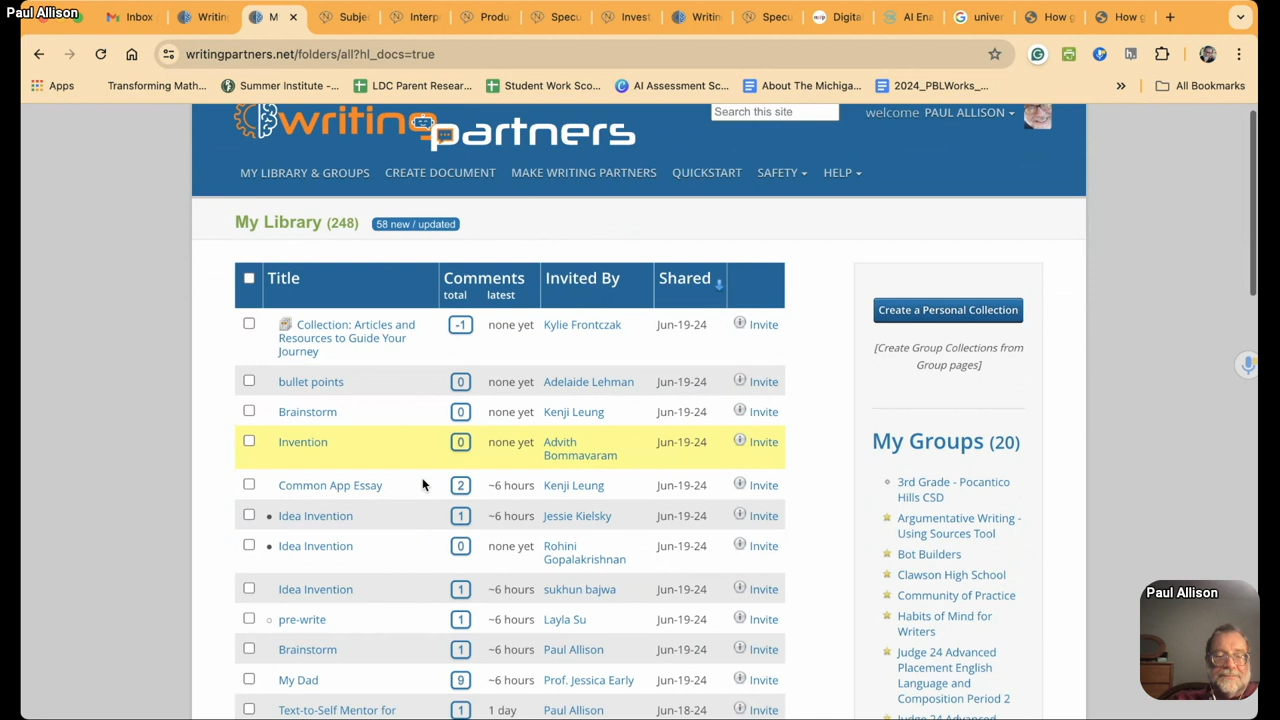 Paul Allison
Inbox
Writing
M
Subje
Interp
Produ
Specu
Invest
Writin
Specu
Digita
AI Ena
univer
How g
How g
writingpartners.net/folders/all?hl_docs=true
Apps
Transforming Math...
Summer Institute -...
LDC Parent Resear...
Student Work Sco...
AI Assessment Sc...
About The Michiga...
2024_PBLWorks_...
»
All Bookmarks
writing partners
Search this site
welcome PAUL ALLISON
MY LIBRARY & GROUPS CREATE DOCUMENT MAKE WRITING PARTNERS QUICKSTART SAFETY HELP
My Library (248) 58 new / updated
Title Comments Invited By Shared
total latest
Collection: Articles and -1 none yet Kylie Frontczak Jun-19-24 Invite
Resources to Guide Your
Journey
bullet points 0 none yet Adelaide Lehman Jun-19-24 Invite
Brainstorm 0 none yet Kenji Leung Jun-19-24 Invite
Invention 0 none yet Advith Jun-19-24 Invite
Bommavaram
Common App Essay 2 ~6 hours Kenji Leung Jun-19-24 Invite
Idea Invention 1 ~6 hours Jessie Kielsky Jun-19-24 Invite
Idea Invention 0 none yet Rohini Jun-19-24 Invite
Gopalakrishnan
Idea Invention 1 ~6 hours sukhun bajwa Jun-19-24 Invite
pre-write 1 ~6 hours Layla Su Jun-19-24 Invite
Brainstorm 1 ~6 hours Paul Allison Jun-19-24 Invite
My Dad 9 ~6 hours Prof. Jessica Early Jun-19-24 Invite
Text-to-Self Mentor for 1 1 day Paul Allison Jun-18-24 Invite
Create a Personal Collection
[Create Group Collections from
Group pages]
My Groups (20)
3rd Grade - Pocantico
Hills CSD
Argumentative Writing -
Using Sources Tool
Bot Builders
Clawson High School
Community of Practice
Habits of Mind for
Writers
Judge 24 Advanced
Placement English
Language and
Composition Period 2
Judge 24 Advanced
Paul Allison